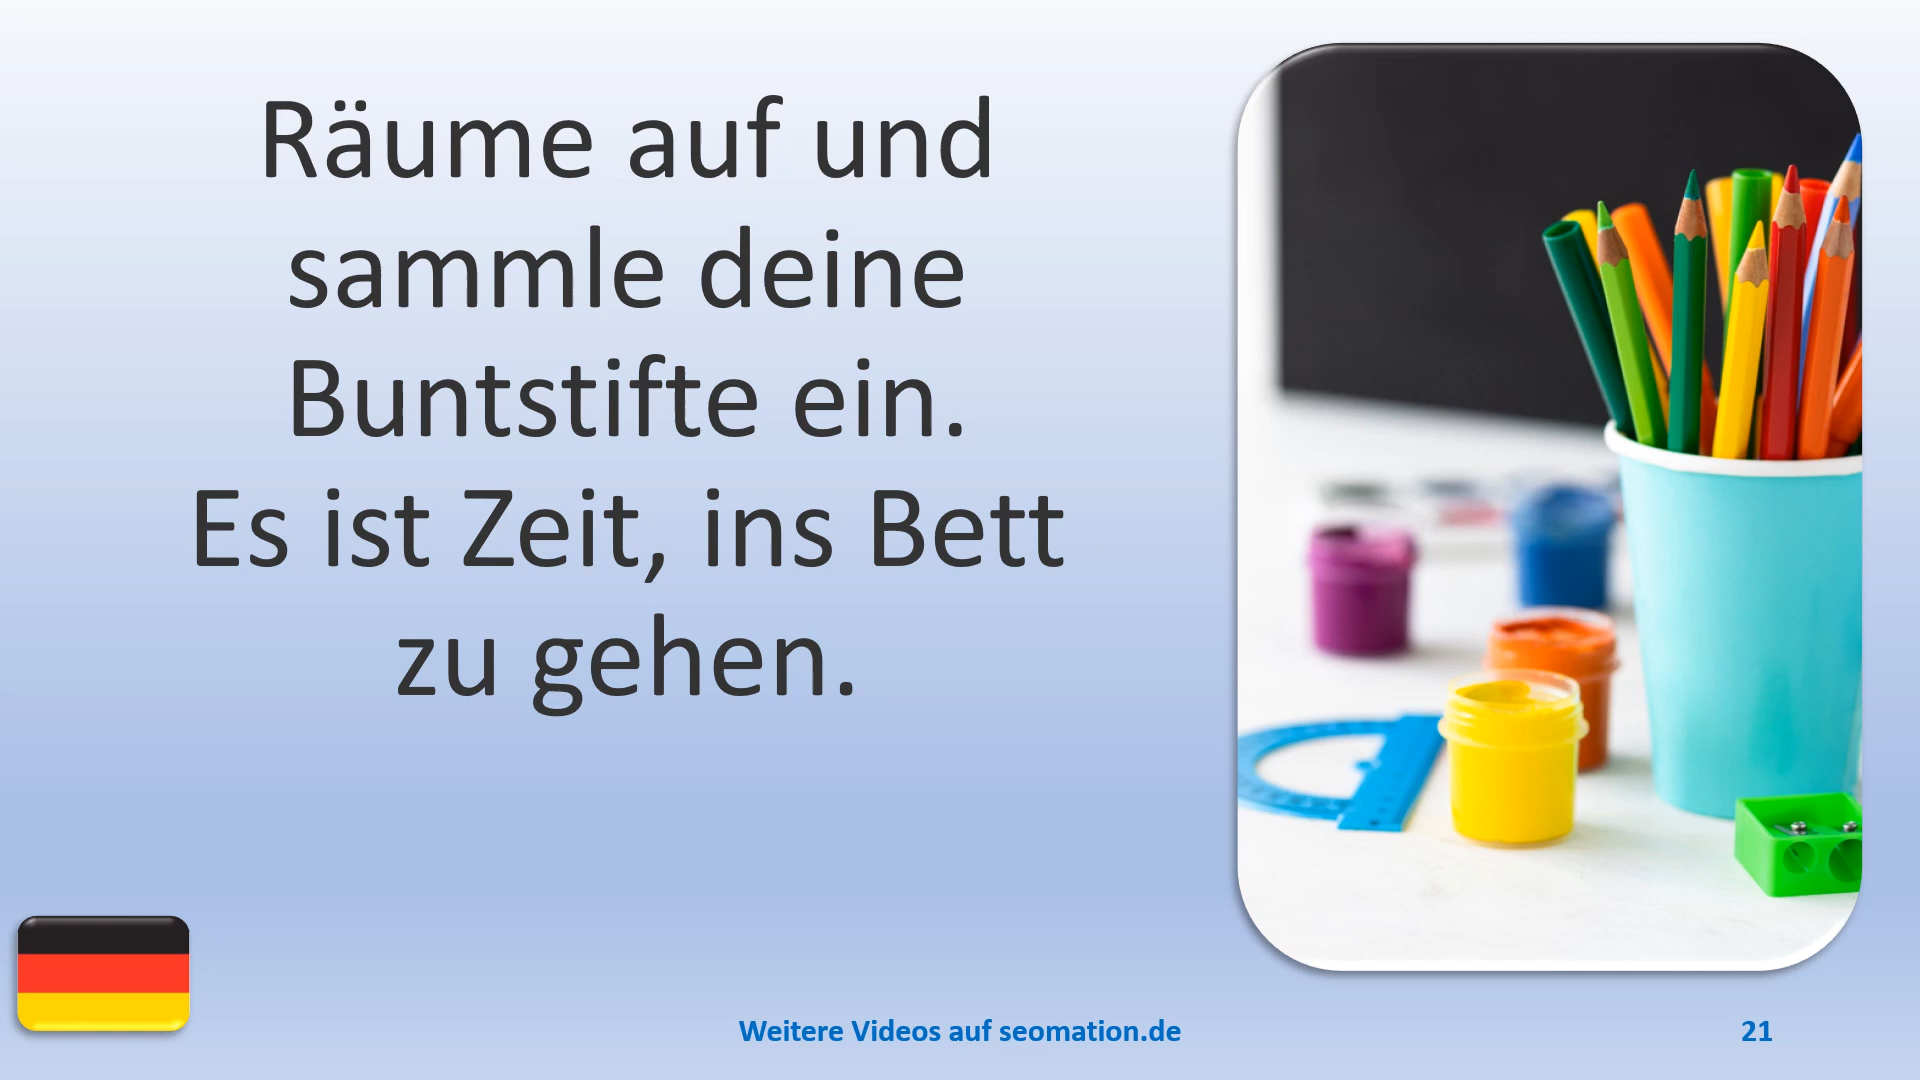 Räume auf und
sammle deine
Buntstifte ein.
Es ist Zeit, ins Bett
zu gehen.
Weitere Videos auf seomation.de
21